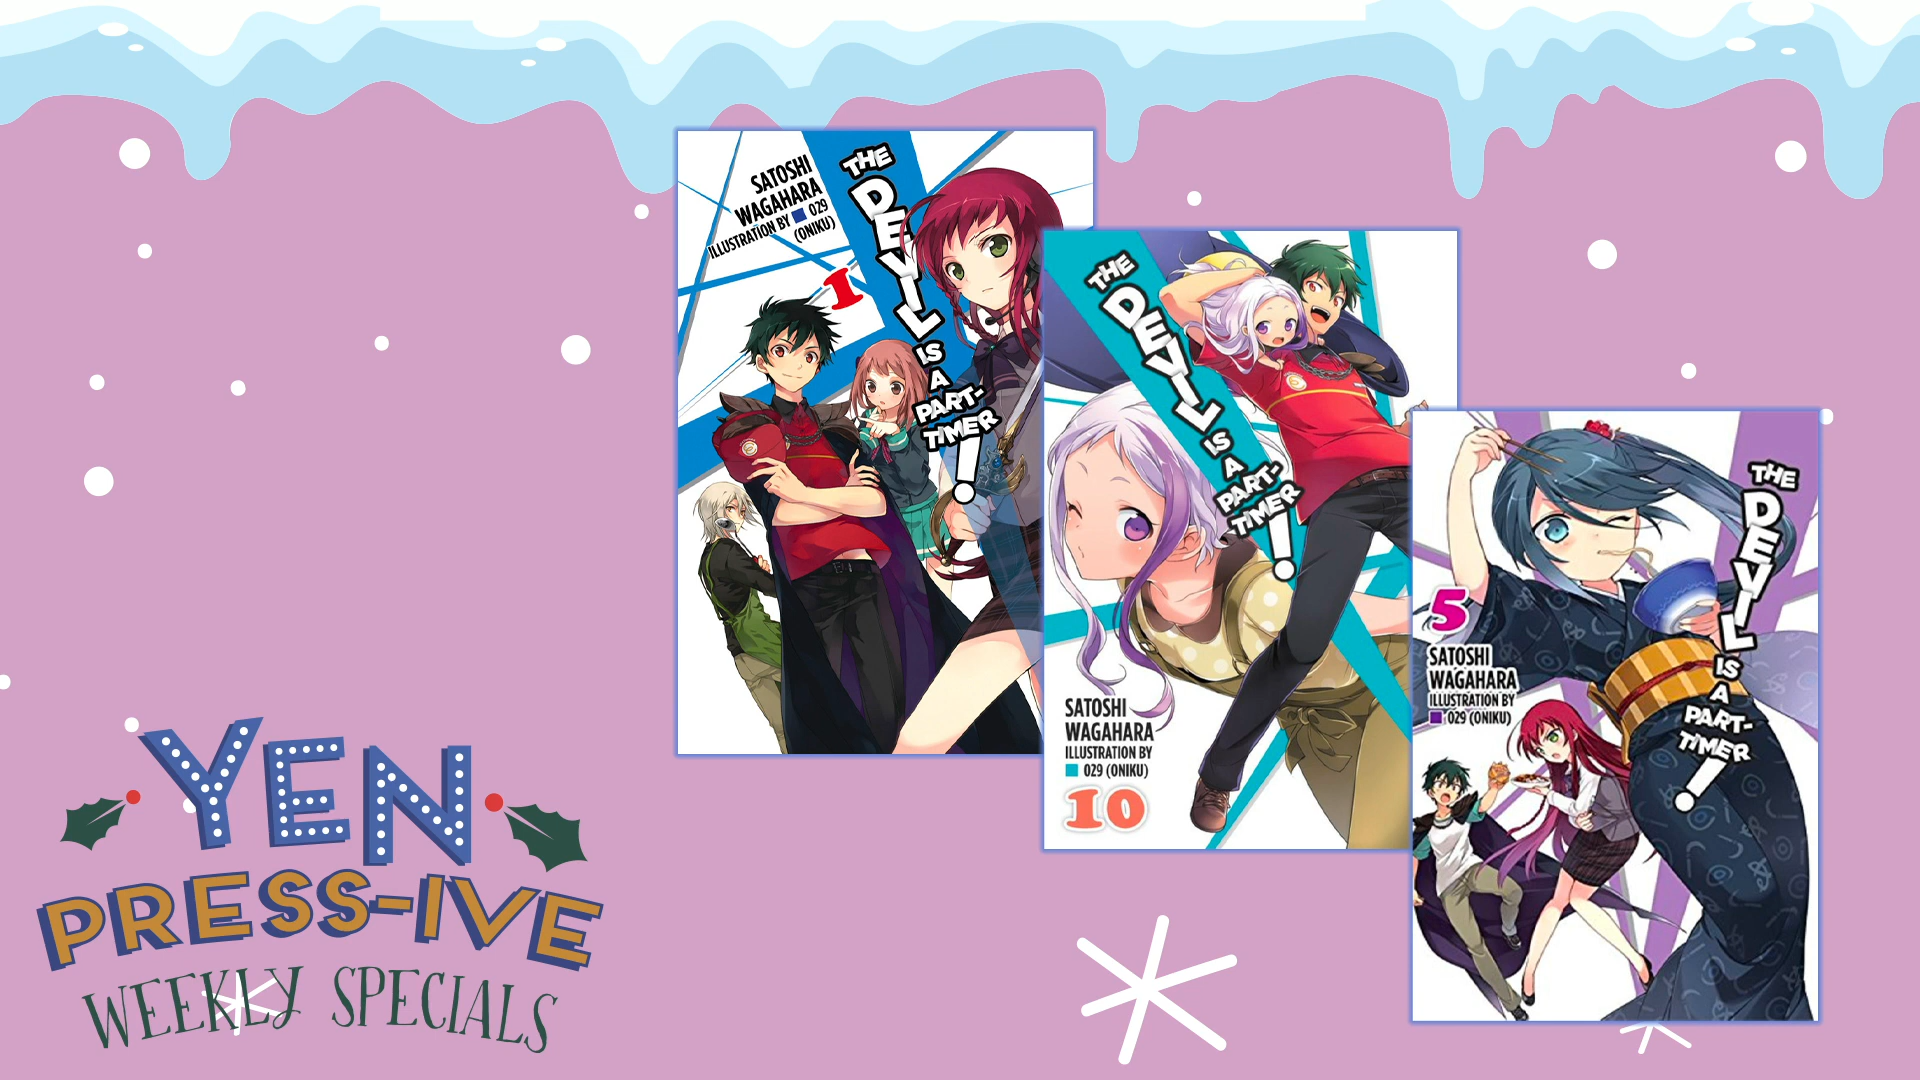 SATOSHI
WAGAHARA
ILLUSTRATION BY 029
(ONIKU)
THE
DEVIL
IS
A
PART-
TIMER
!
1
THE
DEVIL
IS
A
PART-
TIMER
!
SATOSHI
WAGAHARA
ILLUSTRATION BY
029 (ONIKU)
10
THE
DEVIL
IS
A
PART-
TIMER
!
5
SATOSHI
WAGAHARA
ILLUSTRATION BY
029 (ONIKU)
YEN
PRESS-IVE
WEEKLY SPECIALS